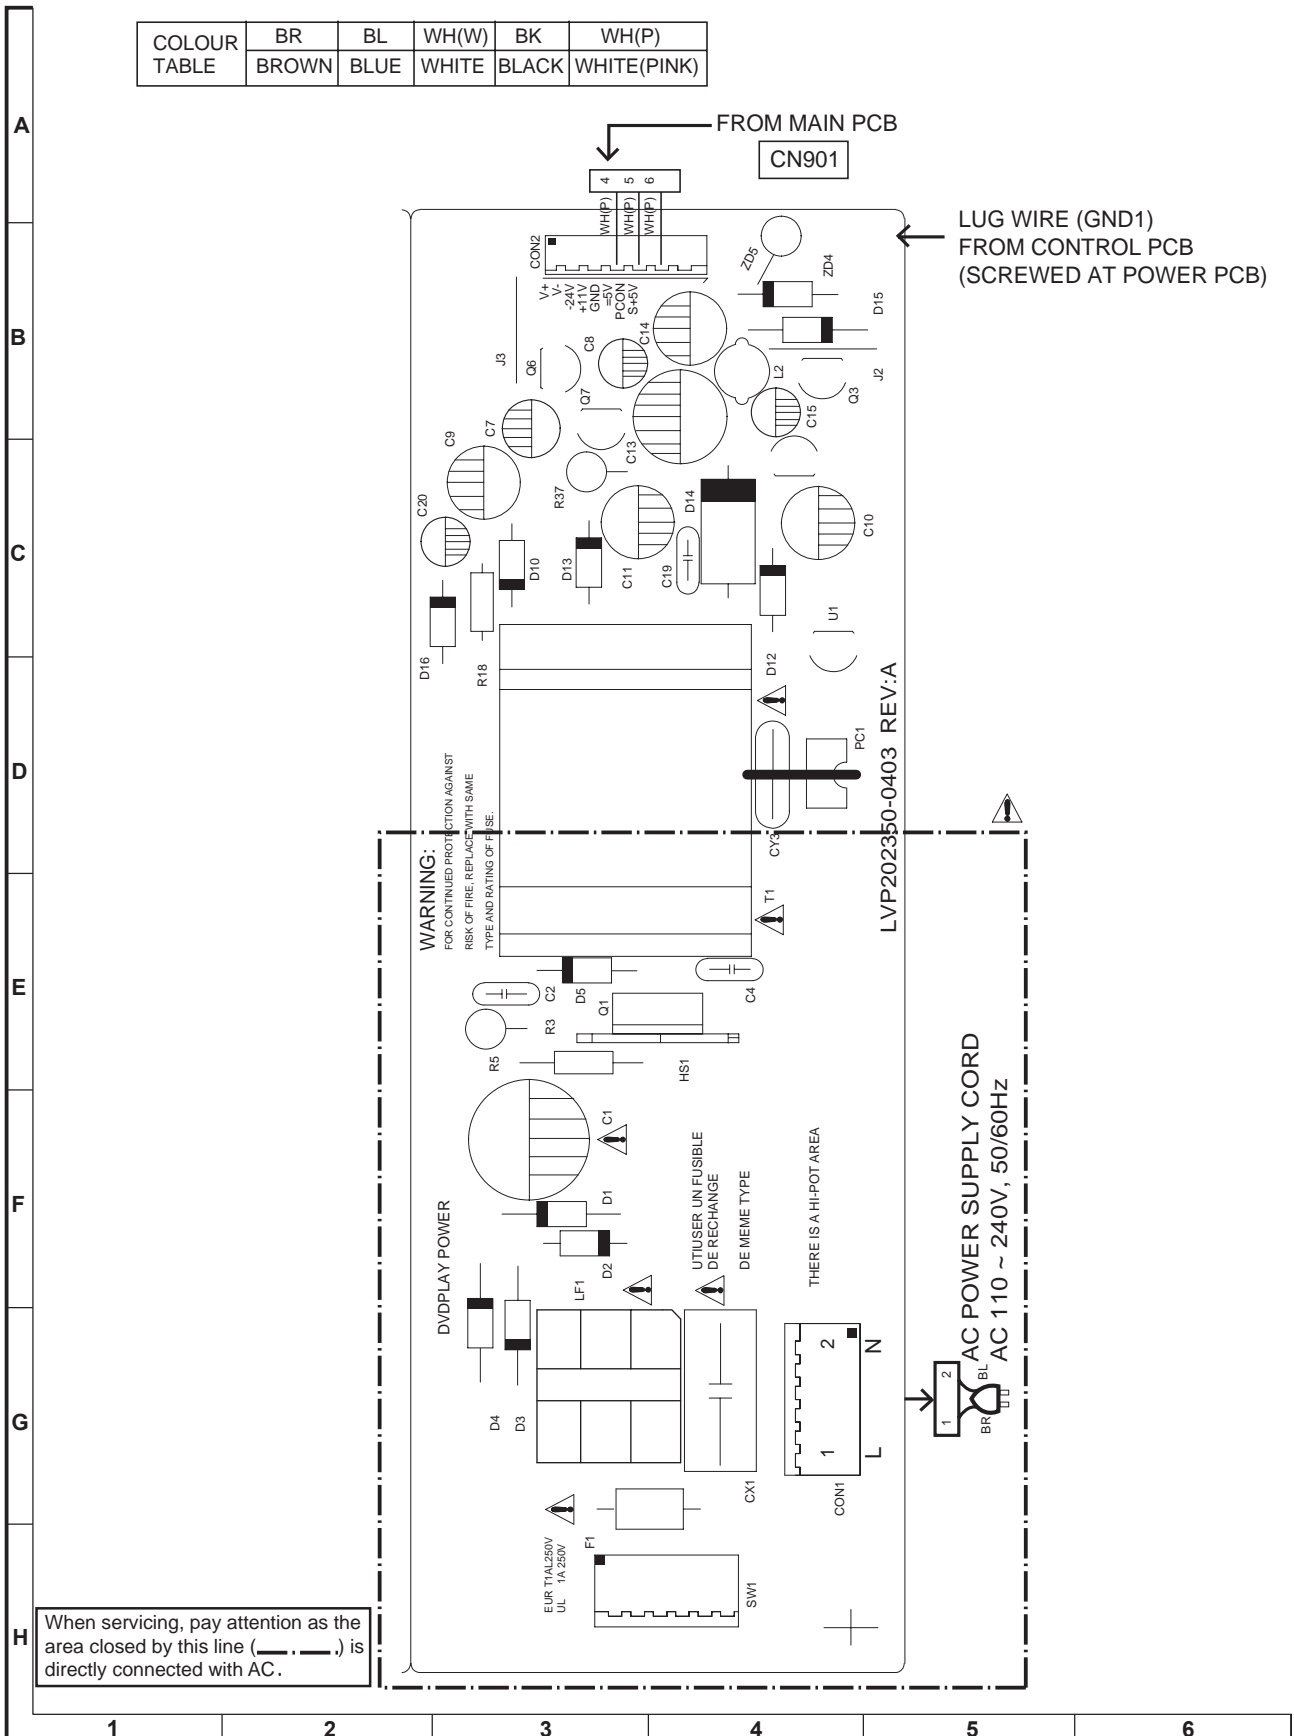 COLOUR TABLE BR BL WH(W) BK WH(P)
BROWN BLUE WHITE BLACK WHITE(PINK)
A
FROM MAIN PCB
CN901
4 5 6
WH(P) WH(P) WH(P)
LUG WIRE (GND1)
FROM CONTROL PCB
(SCREWED AT POWER PCB)
CON2
ZD5
ZD4
V+
V-
-24V
+11V
GND
=5V
PCON
S+5V
D15
B
J3
Q6
C8
C14
L2
J2
Q3
Q7
C15
C9
C7
C13
C20
R37
D14
C10
C
D10
D13
C11
C19
U1
D16
R18
D12
PC1
D
LVP202350-0403 REV:A
WARNING:
FOR CONTINUED PROTECTION AGAINST
RISK OF FIRE, REPLACE WITH SAME
TYPE AND RATING OF FUSE.
CY3
T1
E
C2
D5
Q1
C4
R5
R3
HS1
C1
F
D1
D2
DVDPLAY POWER
UTIUSER UN FUSIBLE
DE RECHANGE
DE MEME TYPE
THERE IS A HI-POT AREA
AC POWER SUPPLY CORD
AC 110 ~ 240V, 50/60Hz
LF1
G
D4
D3
CX1
1 2
L N
CON1
1 2
BR BL
F1
EUR T1AL250V
UL 1A 250V
SW1
H
When servicing, pay attention as the
area closed by this line ( ) is
directly connected with AC.
1 2 3 4 5 6